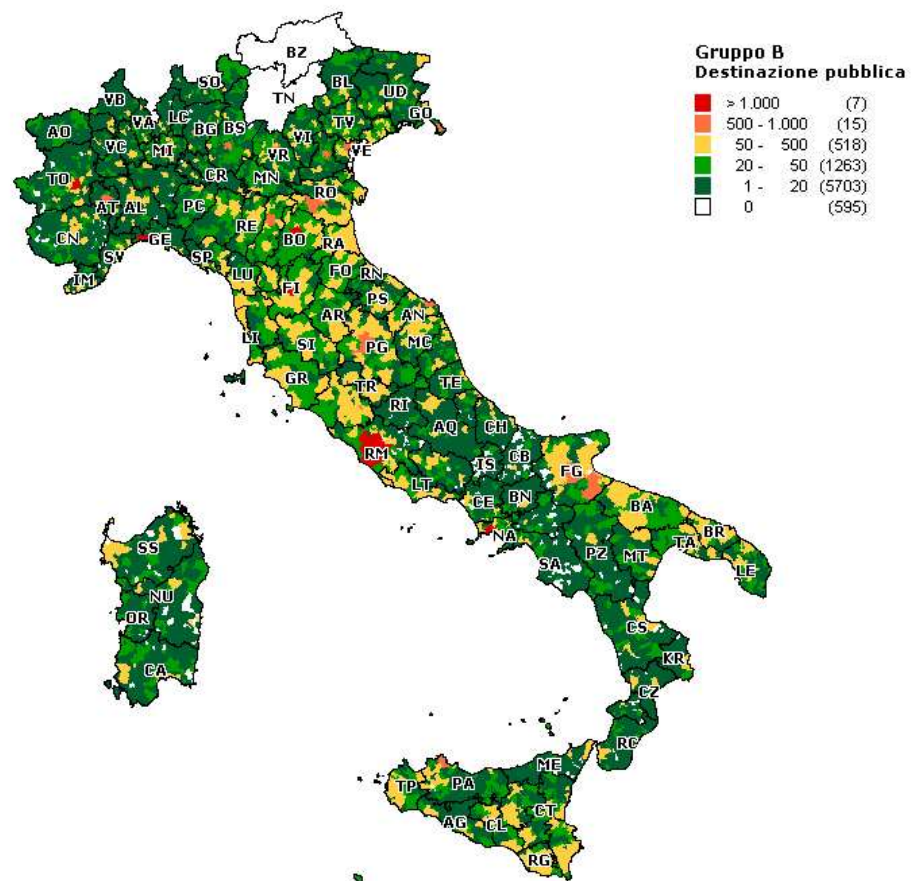 Gruppo B
Destinazione pubblica
> 1.000 (7)
500 - 1.000 (15)
50 - 500 (518)
20 - 50 (1263)
1 - 20 (5703)
0 (595)
BZ
SO
BL
TN
UD
VB
LC
GO
VA
BG
BS
VI
TV
AO
VC
MI
VR
VE
CR
MN
TO
RO
AT
AL
PC
RE
CN
GE
BO
RA
SV
SP
FO
LU
RN
IM
FI
PS
AR
AN
LI
SI
PG
MC
GR
TR
TE
RI
AQ
CH
RM
IS
CB
FG
LT
CE
BN
BA
NA
BR
PZ
MT
TA
SS
SA
LE
NU
OR
CS
KR
CA
CZ
RC
ME
TP
PA
CT
AG
CL
RG